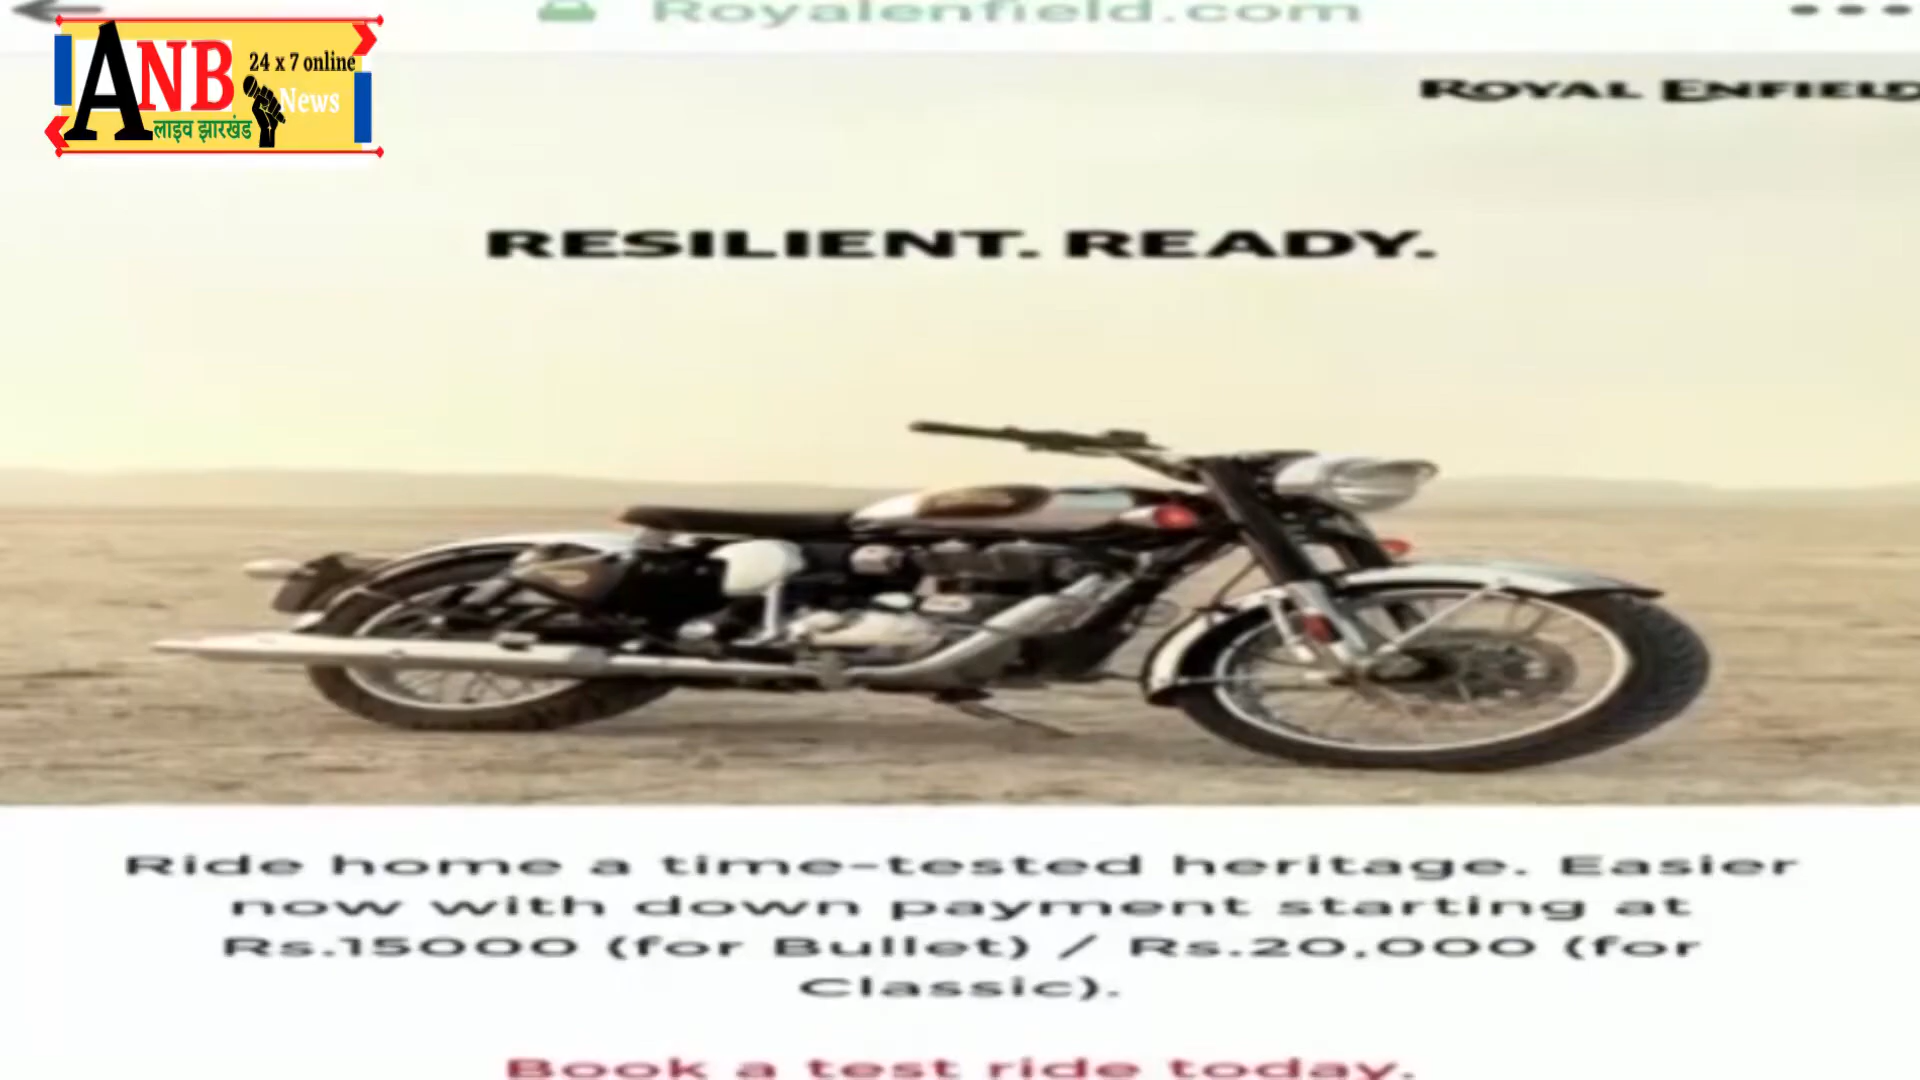 Royalenfield.com
ANB
24 x 7 online
News
लाइव झारखंड
ROYAL ENFIELD
RESILIENT. READY.
Ride home a time-tested heritage. Easier
now with down payment starting at
Rs.15000 (for Bullet) / Rs.20,000 (for
Classic).
Book a test ride today.